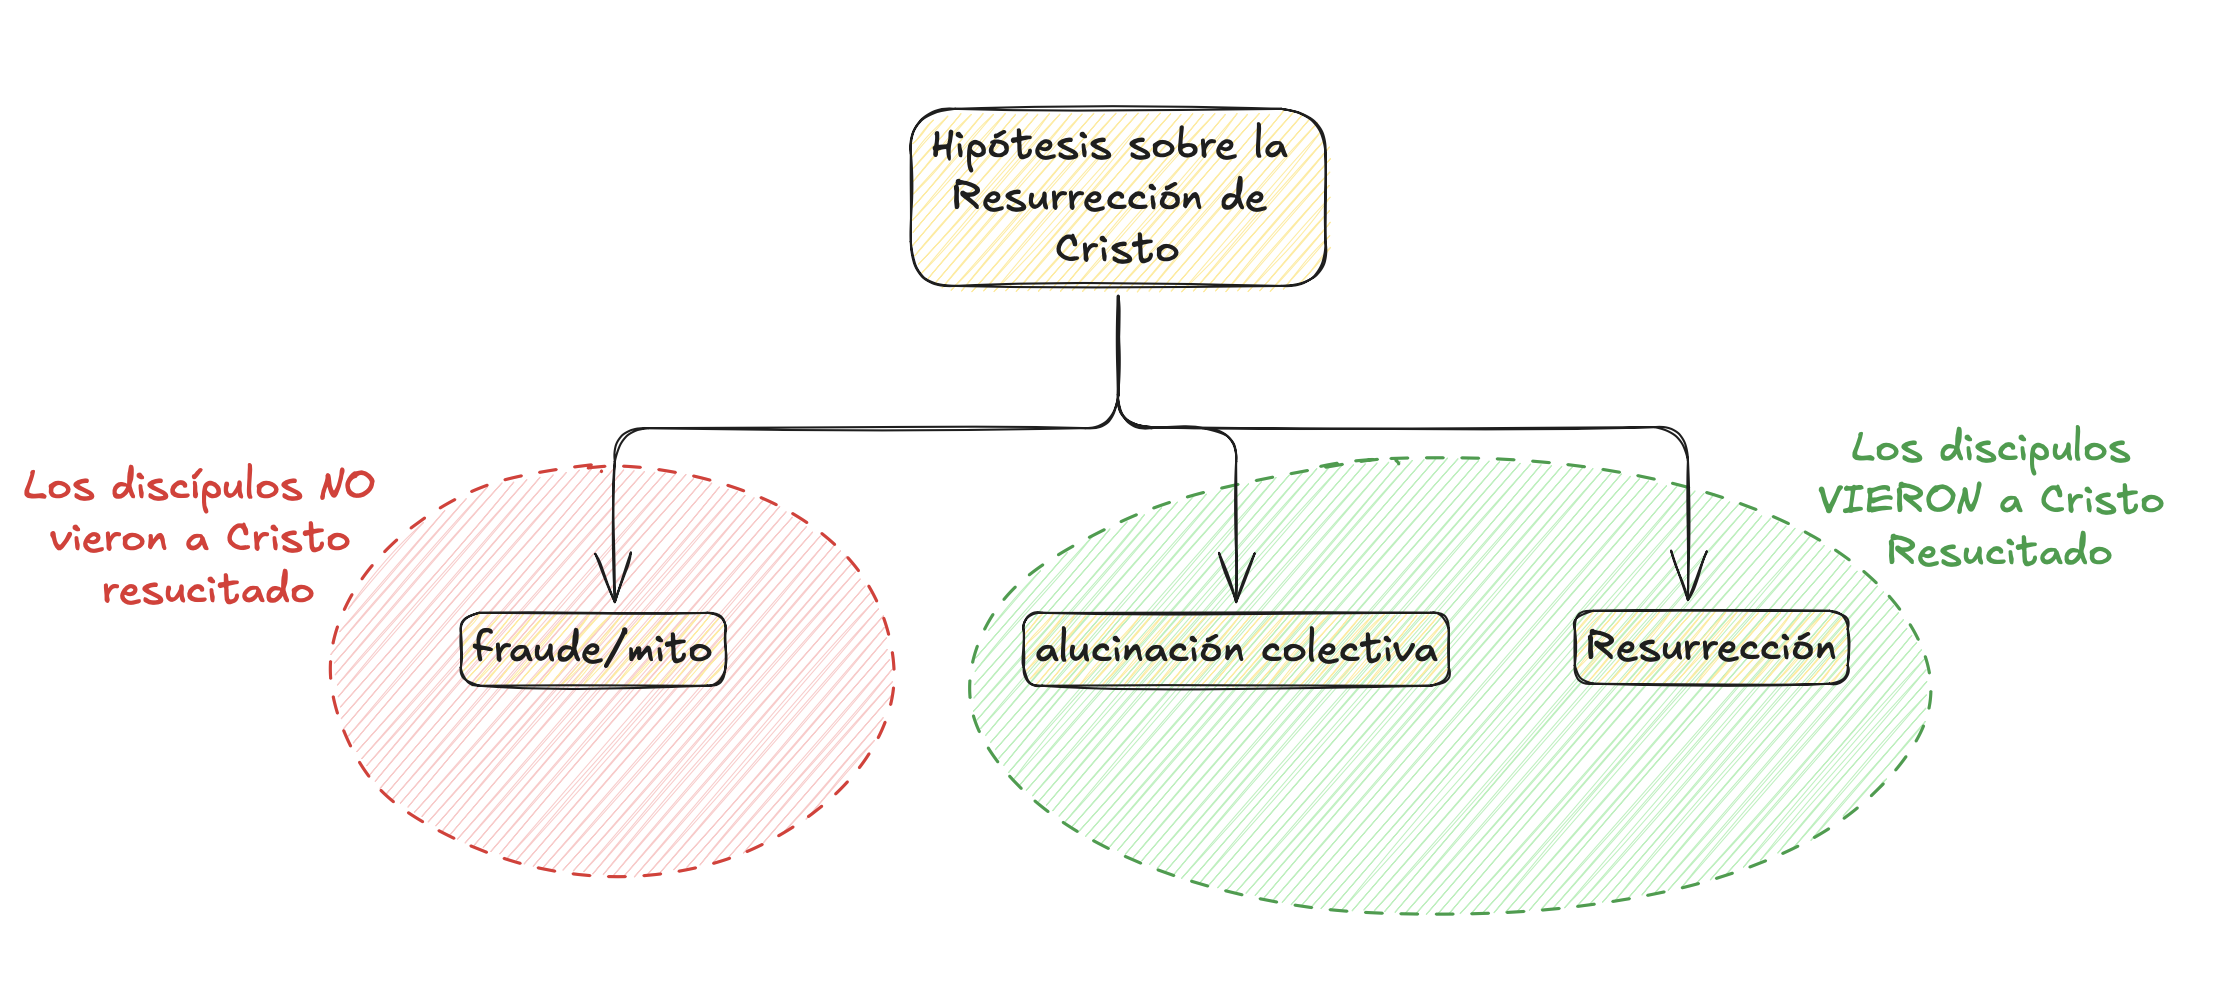 Hipótesis sobre la
Resurrección de
Cristo
Los discípulos NO
vieron a Cristo
resucitado
Los discipulos
VIERON a Cristo
Resucitado
fraude/mito
alucinación colectiva
Resurrección